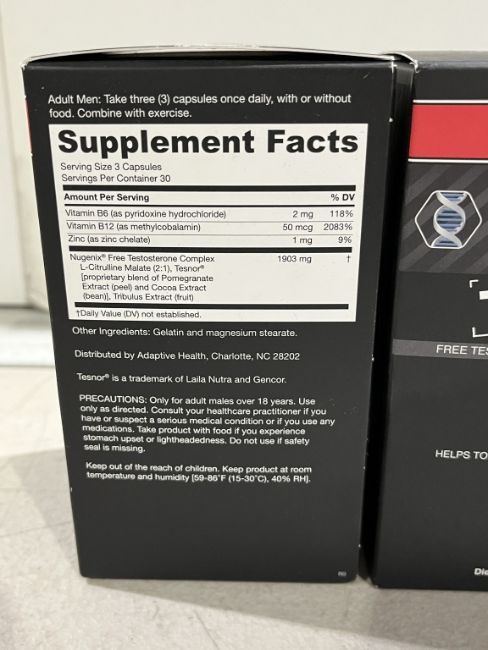 Adult Men: Take three (3) capsules once daily, with or without
food. Combine with exercise.
Supplement Facts
Serving Size 3 Capsules
Servings Per Container 30
Amount Per Serving % DV
Vitamin B6 (as pyridoxine hydrochloride) 2 mg 118%
Vitamin B12 (as methylcobalamin) 50 mcg 2083%
Zinc (as zinc chelate) 1 mg 9%
Nugenix® Free Testosterone Complex 1903 mg †
L-Citrulline Malate (2:1), Tesnor®
[proprietary blend of Pomegranate
Extract (peel) and Cocoa Extract
(bean)], Tribulus Extract (fruit)
†Daily Value (DV) not established.
Other Ingredients: Gelatin and magnesium stearate.
Distributed by Adaptive Health, Charlotte, NC 28202
Tesnor® is a trademark of Laila Nutra and Gencor.
PRECAUTIONS: Only for adult males over 18 years. Use
only as directed. Consult your healthcare practitioner if you
have or suspect a serious medical condition or if you use any
medications. Take product with food if you experience
stomach upset or lightheadedness. Do not use if safety
seal is missing.
Keep out of the reach of children. Keep product at room
temperature and humidity [59-86°F (15-30°C), 40% RH].
FREE TES
HELPS TO
Die